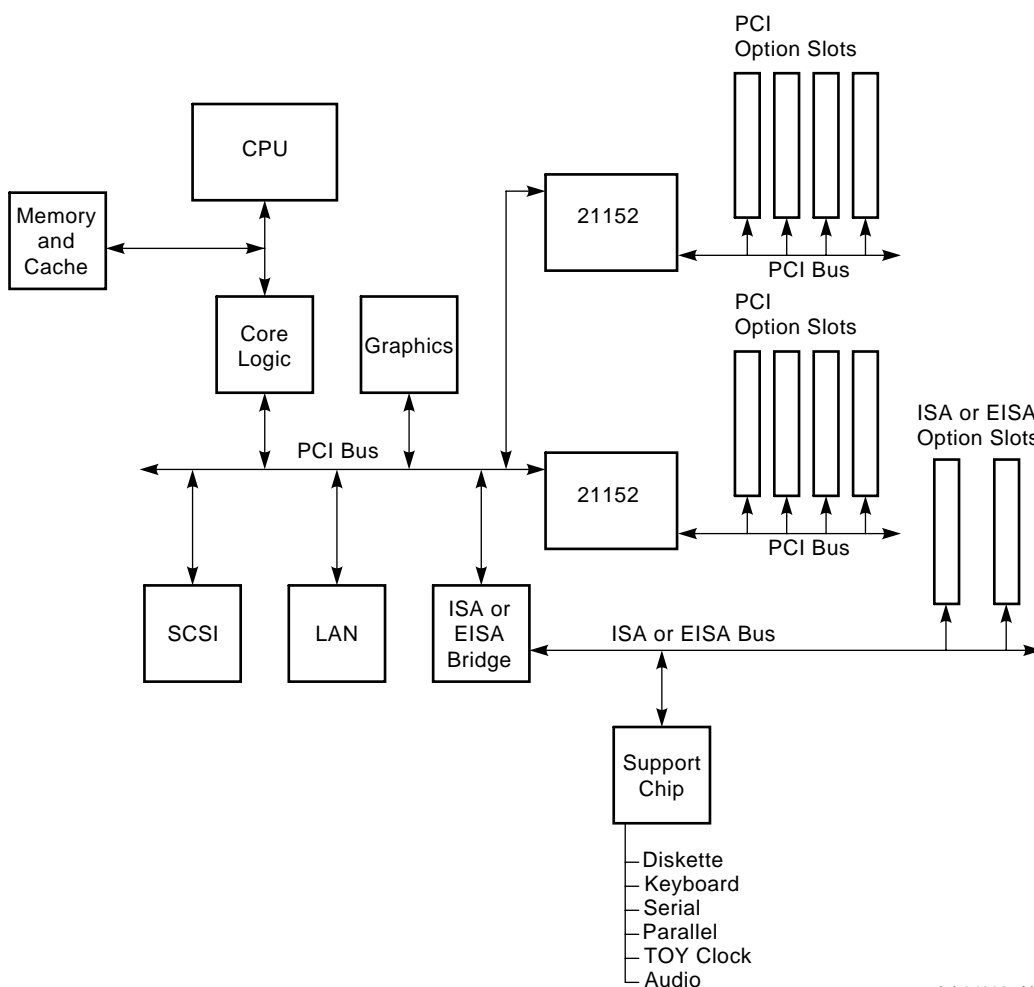 PCI
Option Slots
CPU
21152
Memory
and
Cache
PCI Bus
PCI
Option Slots
Core
Logic
Graphics
ISA or EISA
Option Slots
PCI Bus
21152
PCI Bus
SCSI
LAN
ISA or
EISA
Bridge
ISA or EISA Bus
Support
Chip
Diskette
Keyboard
Serial
Parallel
TOY Clock
Audio